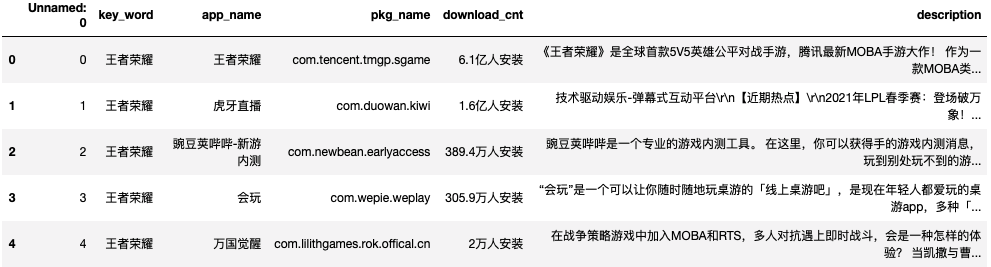 Unnamed: 0 key_word app_name pkg_name download_cnt description
0 0 王者荣耀 王者荣耀 com.tencent.tmgp.sgame 6.1亿人安装 《王者荣耀》是全球首款5V5英雄公平对战手游，腾讯最新MOBA手游大作！ 作为一款MOBA类...
1 1 王者荣耀 虎牙直播 com.duowan.kiwi 1.6亿人安装 技术驱动娱乐-弹幕式互动平台\r\n【近期热点】\r\n2021年LPL春季赛：登场破万象！...
2 2 王者荣耀 豌豆荚哔哔-新游内测 com.newbean.earlyaccess 389.4万人安装 豌豆荚哔哔是一个专业的游戏内测工具。 在这里，你可以获得手的游戏内测消息，玩到别处玩不到的游...
3 3 王者荣耀 会玩 com.wepie.weplay 305.9万人安装 “会玩”是一个可以让你随时随地玩桌游的「线上桌游吧」，是现在年轻人都爱玩的桌游app，多种「...
4 4 王者荣耀 万国觉醒 com.lilithgames.rok.offical.cn 2万人安装 在战争策略游戏中加入MOBA和RTS，多人对抗遇上即时战斗，会是一种怎样的体验？ 当凯撒与曹...